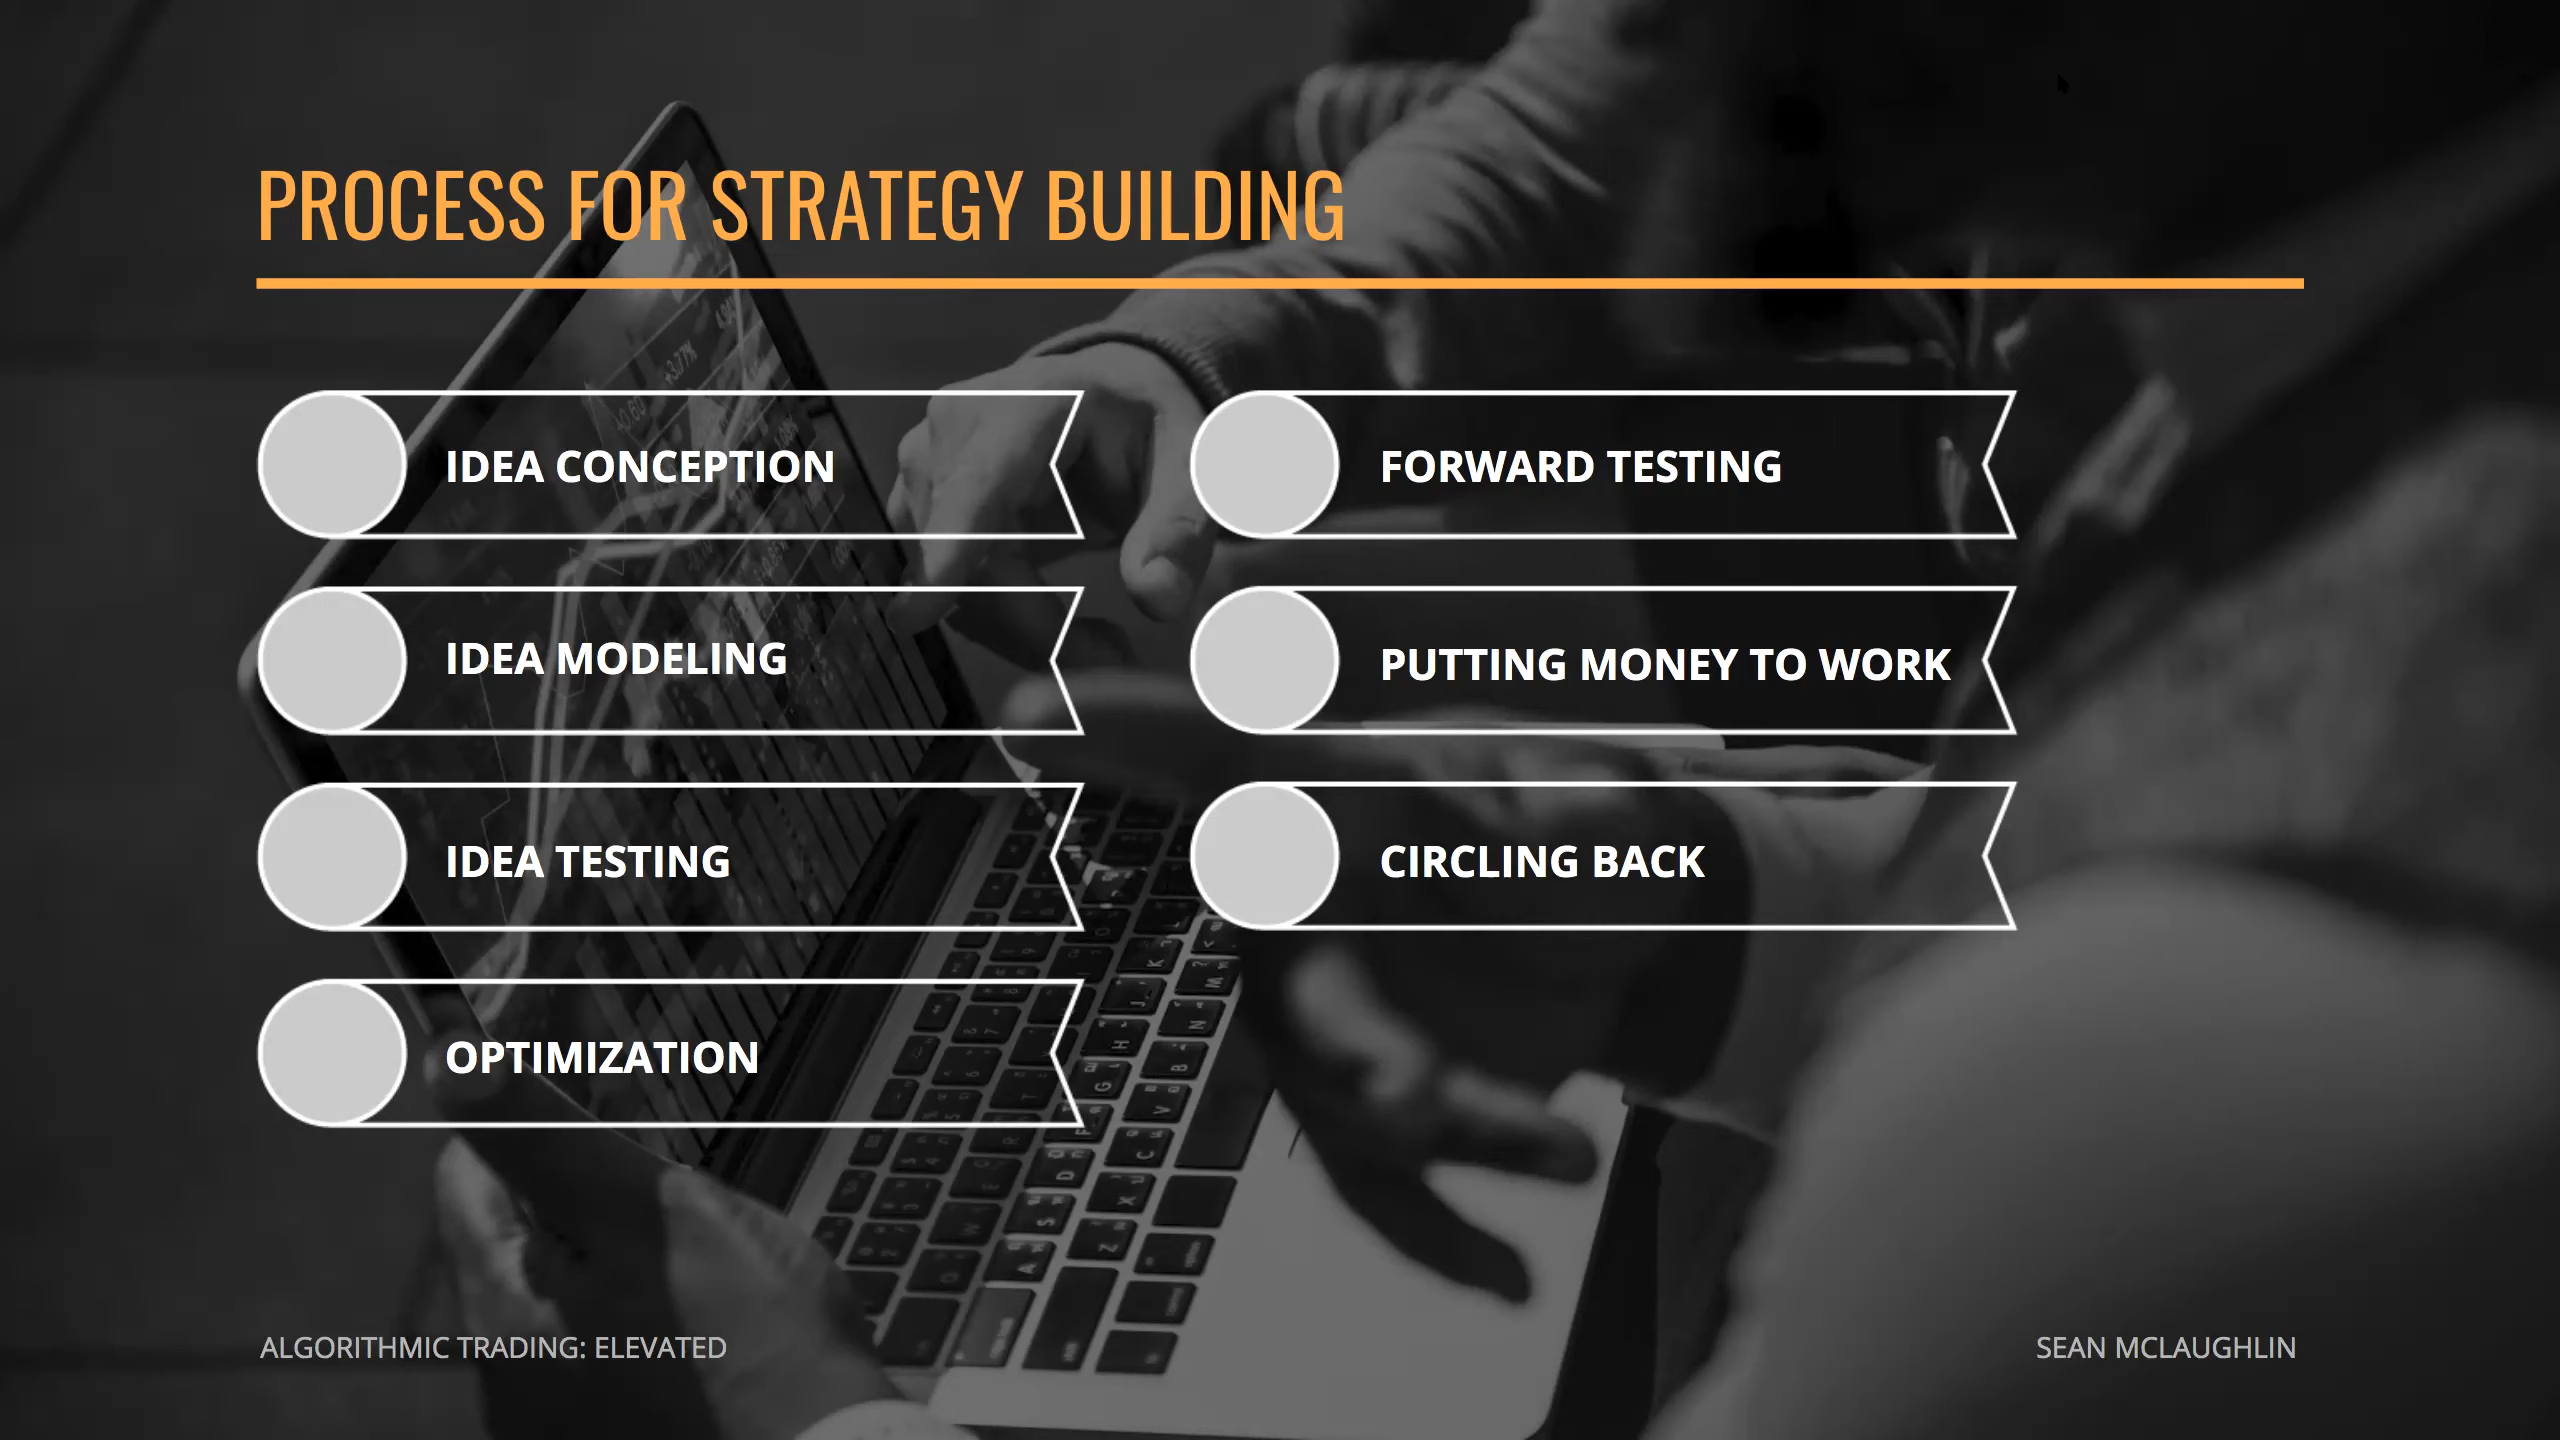 PROCESS FOR STRATEGY BUILDING
IDEA CONCEPTION
IDEA MODELING
IDEA TESTING
OPTIMIZATION
FORWARD TESTING
PUTTING MONEY TO WORK
CIRCLING BACK
ALGORITHMIC TRADING: ELEVATED
SEAN MCLAUGHLIN